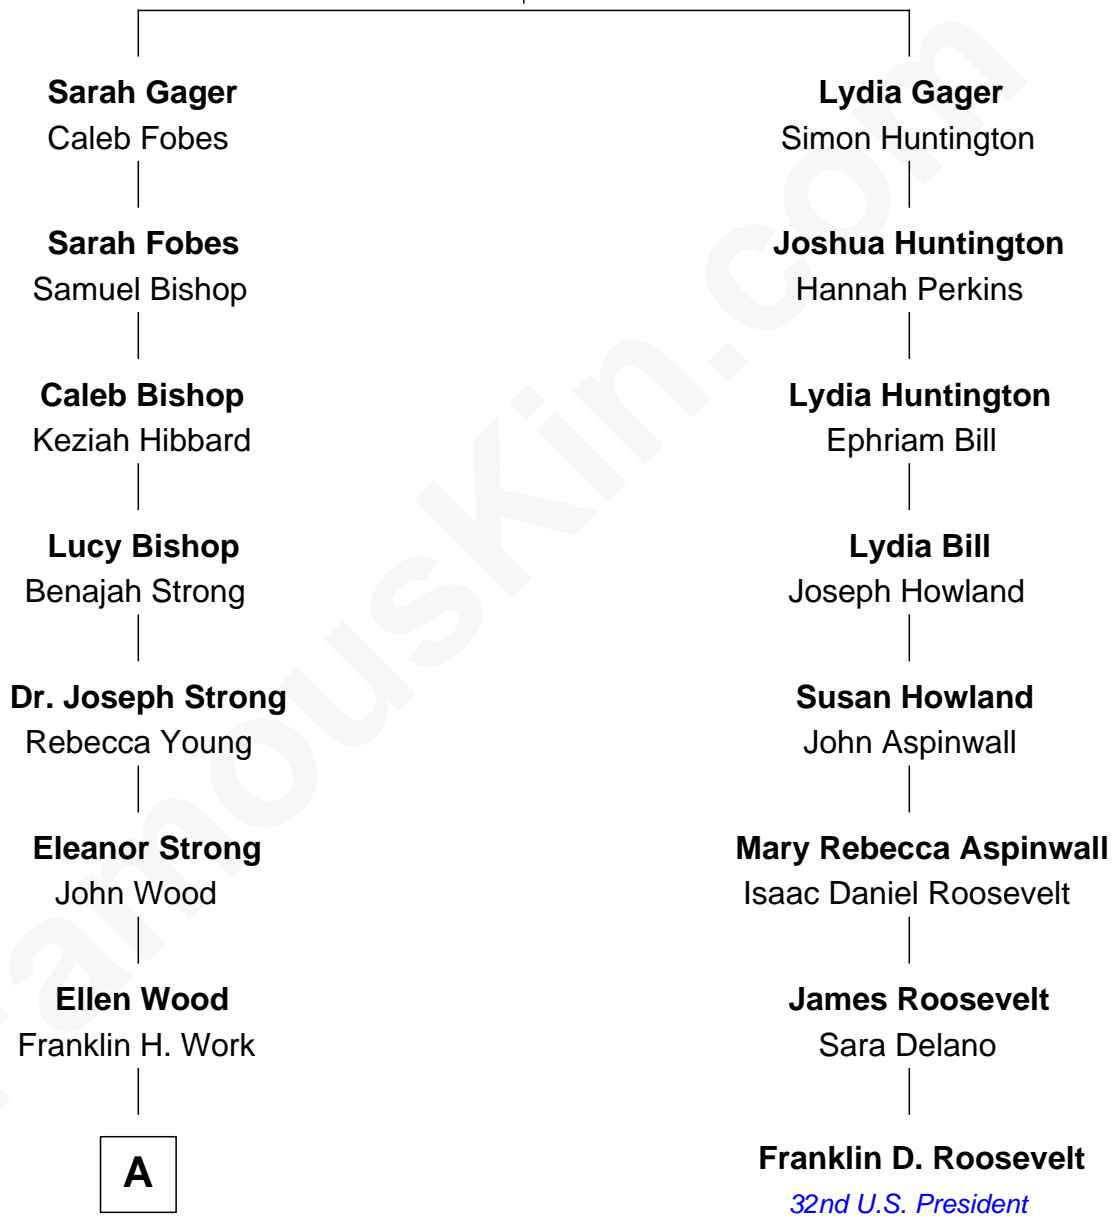 Sarah Gager
Caleb Fobes
Lydia Gager
Simon Huntington
Sarah Fobes
Samuel Bishop
Joshua Huntington
Hannah Perkins
Caleb Bishop
Keziah Hibbard
Lydia Huntington
Ephriam Bill
Lucy Bishop
Benajah Strong
Lydia Bill
Joseph Howland
Dr. Joseph Strong
Rebecca Young
Susan Howland
John Aspinwall
Eleanor Strong
John Wood
Mary Rebecca Aspinwall
Isaac Daniel Roosevelt
Ellen Wood
Franklin H. Work
James Roosevelt
Sara Delano
A
Franklin D. Roosevelt
32nd U.S. President
FamousKin.com